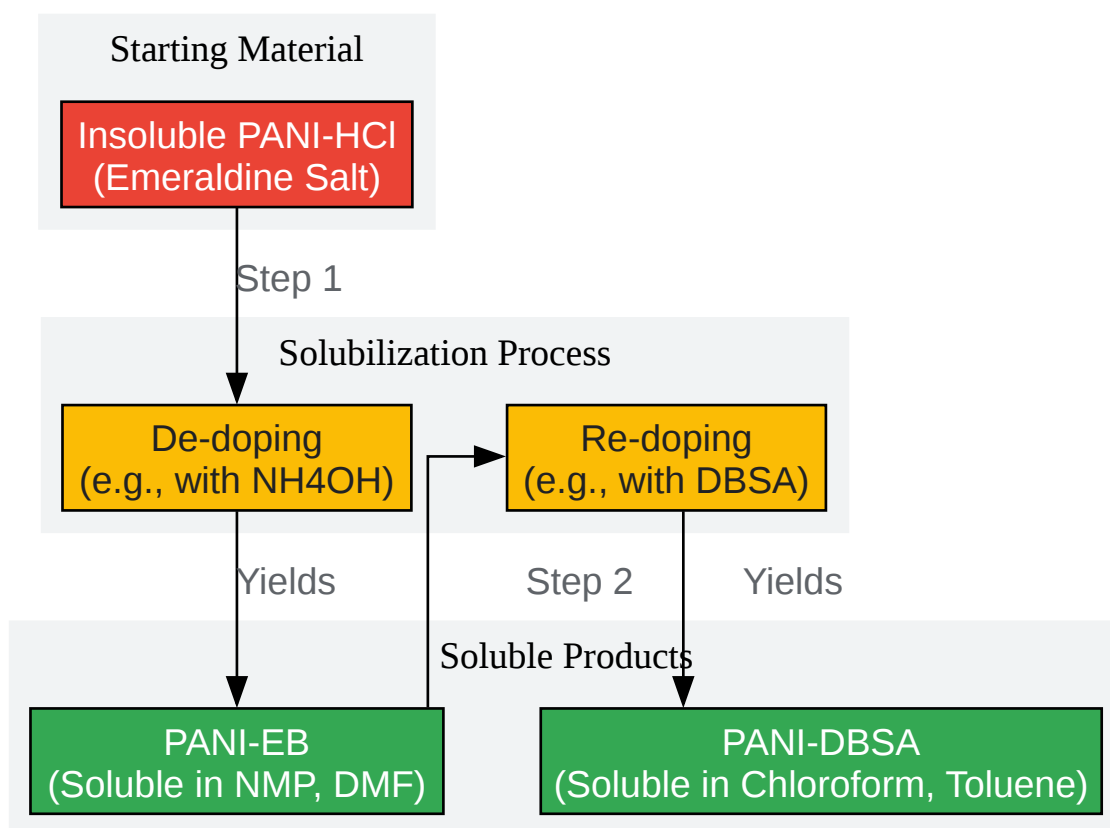 Starting Material
Insoluble PANI-HCl
(Emeraldine Salt)
Step 1
Solubilization Process
De-doping
(e.g., with NH4OH)
Re-doping
(e.g., with DBSA)
Yields
Step 2
Yields
Soluble Products
PANI-EB
(Soluble in NMP, DMF)
PANI-DBSA
(Soluble in Chloroform, Toluene)